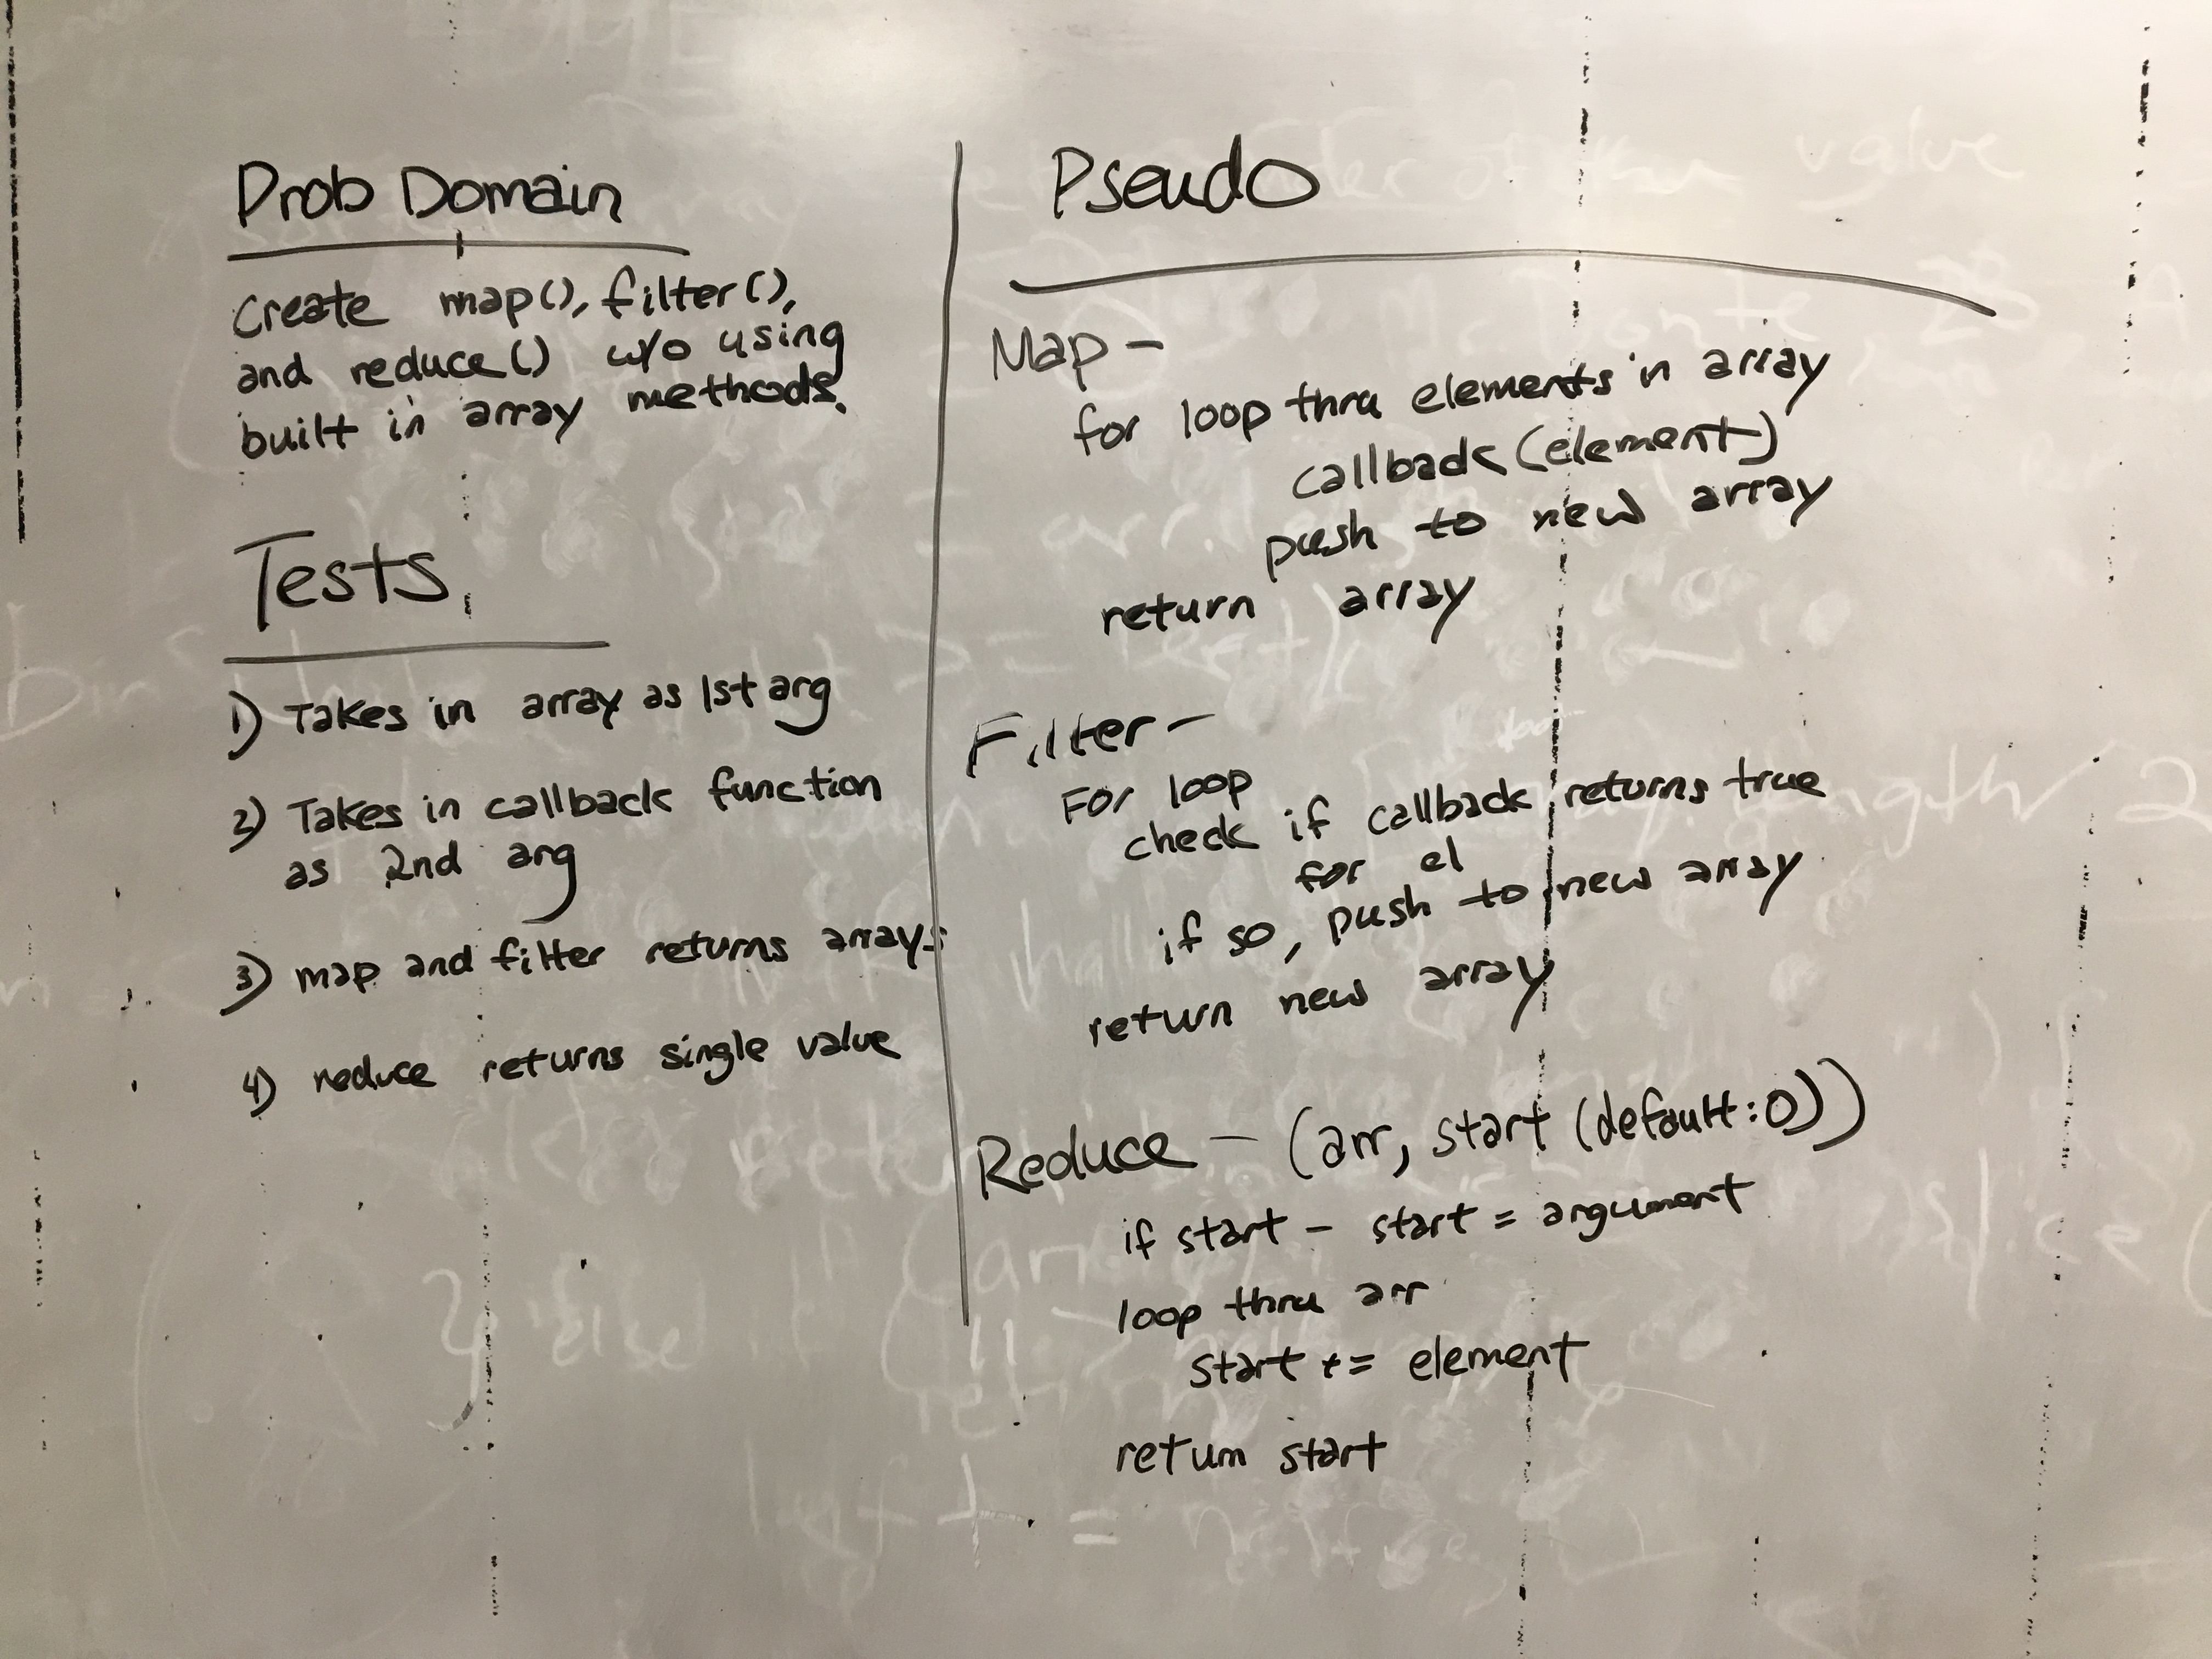 Prob Domain
Create map(), filter(),
and reduce() w/o using
built in array methods.
Tests
1) Takes in array as 1st arg
2) Takes in callback function
as 2nd arg
3) map and filter returns arrays
4) reduce returns single value
Pseudo
Map -
for loop thru elements in array
callback (element)
push to new array
return array
Filter -
For loop
check if callback returns true
for el
if so, push to new array
return new array
Reduce - (arr, start (default:0))
if start - start = argument
loop thru arr
start += element
return start